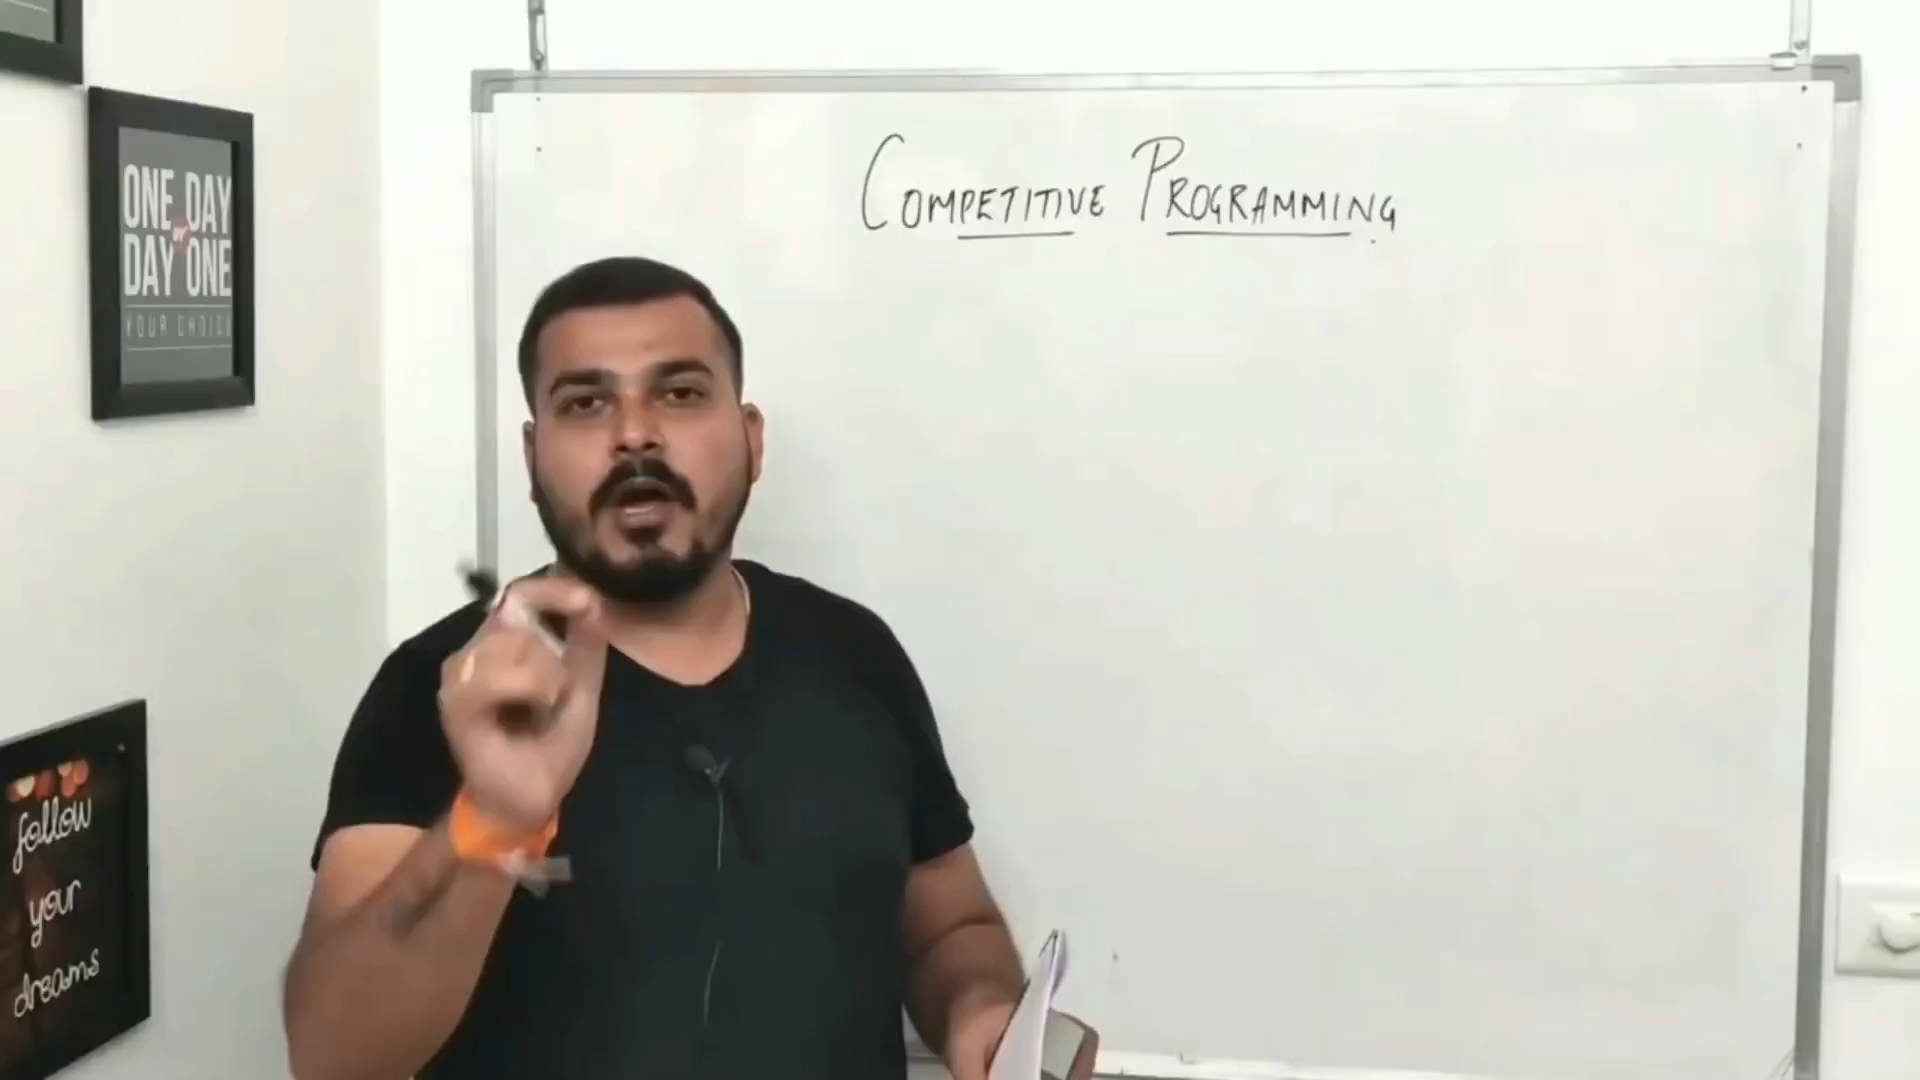 COMPETITIVE PROGRAMMING
ONE DAY
or
DAY ONE
YOUR CHOICE
follow
your
dreams